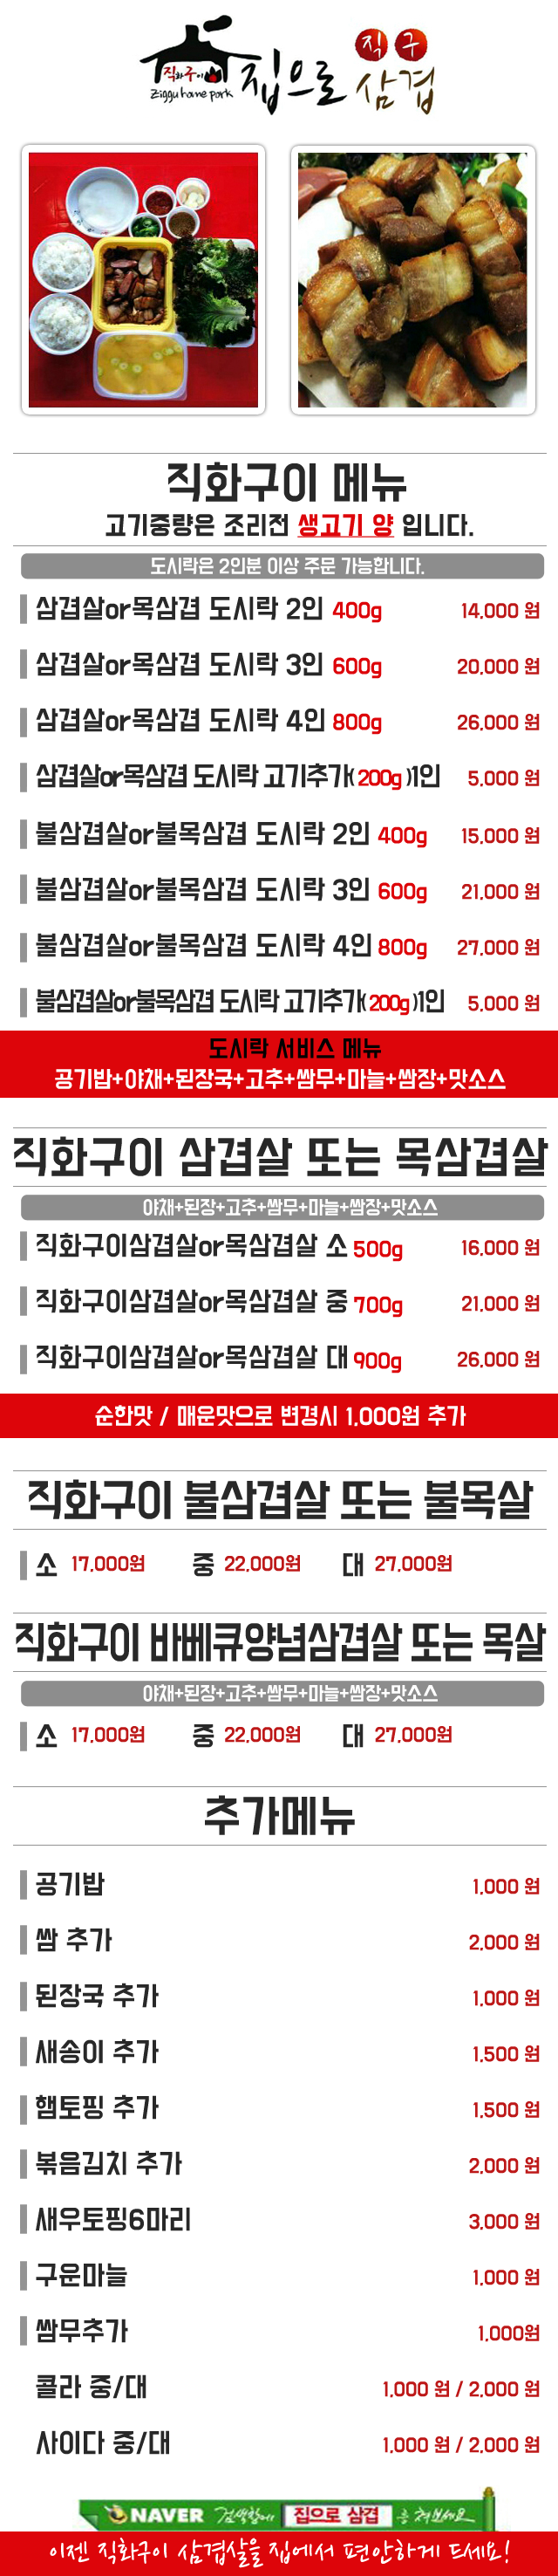 직화구이
Ziggu home pork
집으로 직구 삼겹
직화구이 메뉴
고기중량은 조리전 생고기 양 입니다.
도시락은 2인분 이상 주문 가능합니다.
삼겹살or목삼겹 도시락 2인 400g 14,000 원
삼겹살or목삼겹 도시락 3인 600g 20,000 원
삼겹살or목삼겹 도시락 4인 800g 26,000 원
삼겹살or목삼겹 도시락 고기추가( 200g )1인 5,000 원
불삼겹살or불목삼겹 도시락 2인 400g 15,000 원
불삼겹살or불목삼겹 도시락 3인 600g 21,000 원
불삼겹살or불목삼겹 도시락 4인 800g 27,000 원
불삼겹살or불목삼겹 도시락 고기추가( 200g )1인 5,000 원
도시락 서비스 메뉴
공기밥+야채+된장국+고추+쌈무+마늘+쌈장+맛소스
직화구이 삼겹살 또는 목삼겹살
야채+된장+고추+쌈무+마늘+쌈장+맛소스
직화구이삼겹살or목삼겹살 소 500g 16,000 원
직화구이삼겹살or목삼겹살 중 700g 21,000 원
직화구이삼겹살or목삼겹살 대 900g 26,000 원
순한맛 / 매운맛으로 변경시 1,000원 추가
직화구이 불삼겹살 또는 불목살
소 17,000원 중 22,000원 대 27,000원
직화구이 바베큐양념삼겹살 또는 목살
야채+된장+고추+쌈무+마늘+쌈장+맛소스
소 17,000원 중 22,000원 대 27,000원
추가메뉴
공기밥 1,000 원
쌈 추가 2,000 원
된장국 추가 1,000 원
새송이 추가 1,500 원
햄토핑 추가 1,500 원
볶음김치 추가 2,000 원
새우토핑6마리 3,000 원
구운마늘 1,000 원
쌈무추가 1,000원
콜라 중/대 1,000 원 / 2,000 원
사이다 중/대 1,000 원 / 2,000 원
NAVER 검색창에 집으로 삼겹 을 쳐보세요
이젠 직화구이 삼겹살을 집에서 편안하게 드세요!